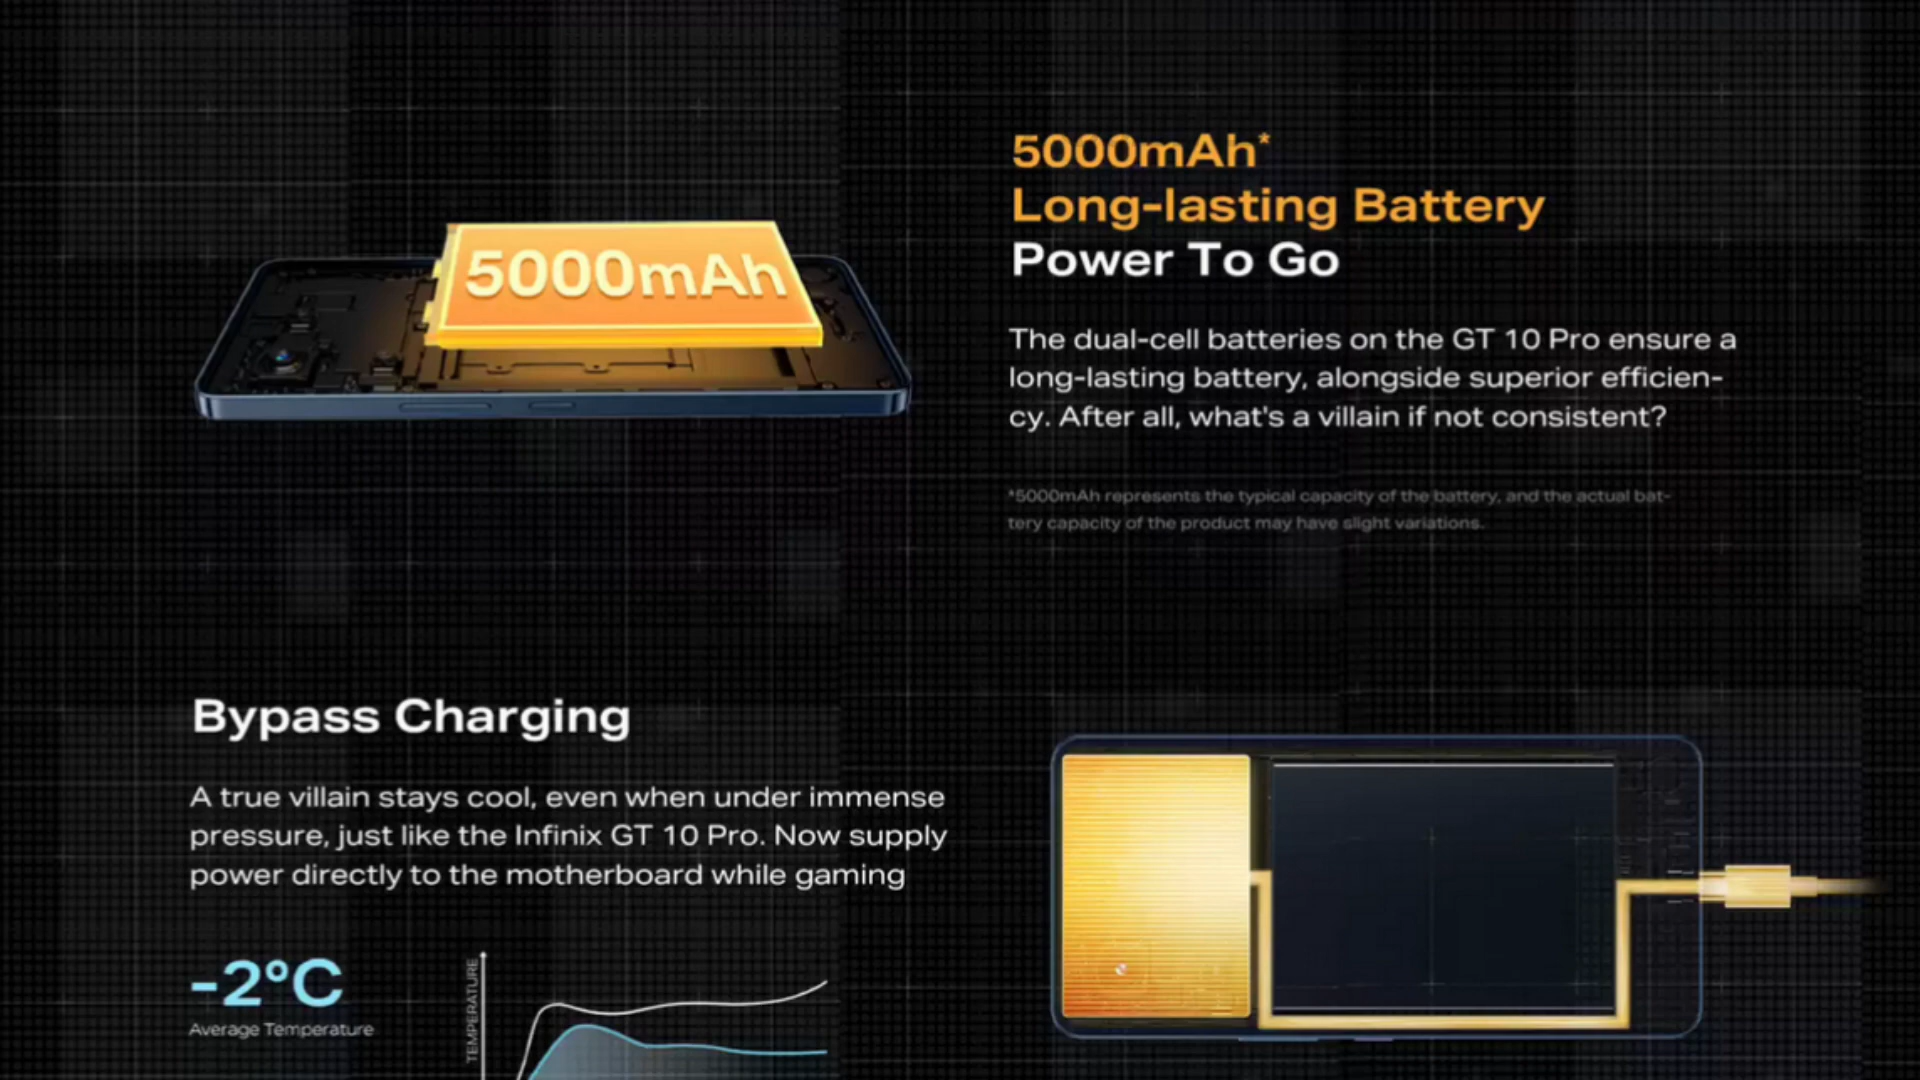 5000mAh
5000mAh*
Long-lasting Battery
Power To Go
The dual-cell batteries on the GT 10 Pro ensure a
long-lasting battery, alongside superior efficien-
cy. After all, what's a villain if not consistent?
*5000mAh represents the typical capacity of the battery, and the actual bat-
tery capacity of the product may have slight variations.
Bypass Charging
A true villain stays cool, even when under immense
pressure, just like the Infinix GT 10 Pro. Now supply
power directly to the motherboard while gaming
-2°C
Average Temperature
TEMPERATURE